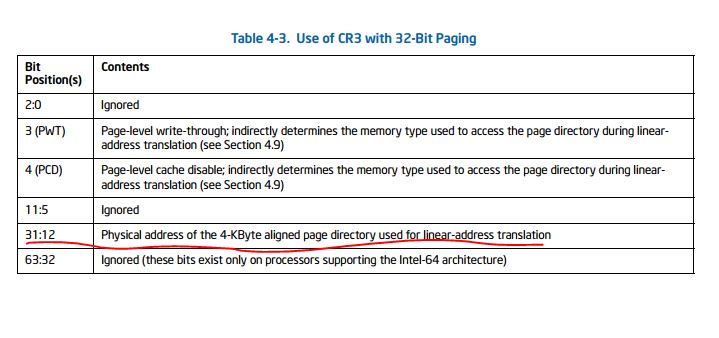 Table 4-3. Use of CR3 with 32-Bit Paging
Bit
Position(s)
Contents
2:0
Ignored
3 (PWT)
Page-level write-through; indirectly determines the memory type used to access the page directory during linear-
address translation (see Section 4.9)
4 (PCD)
Page-level cache disable; indirectly determines the memory type used to access the page directory during linear-
address translation (see Section 4.9)
11:5
Ignored
31:12
Physical address of the 4-KByte aligned page directory used for linear-address translation
63:32
Ignored (these bits exist only on processors supporting the Intel-64 architecture)